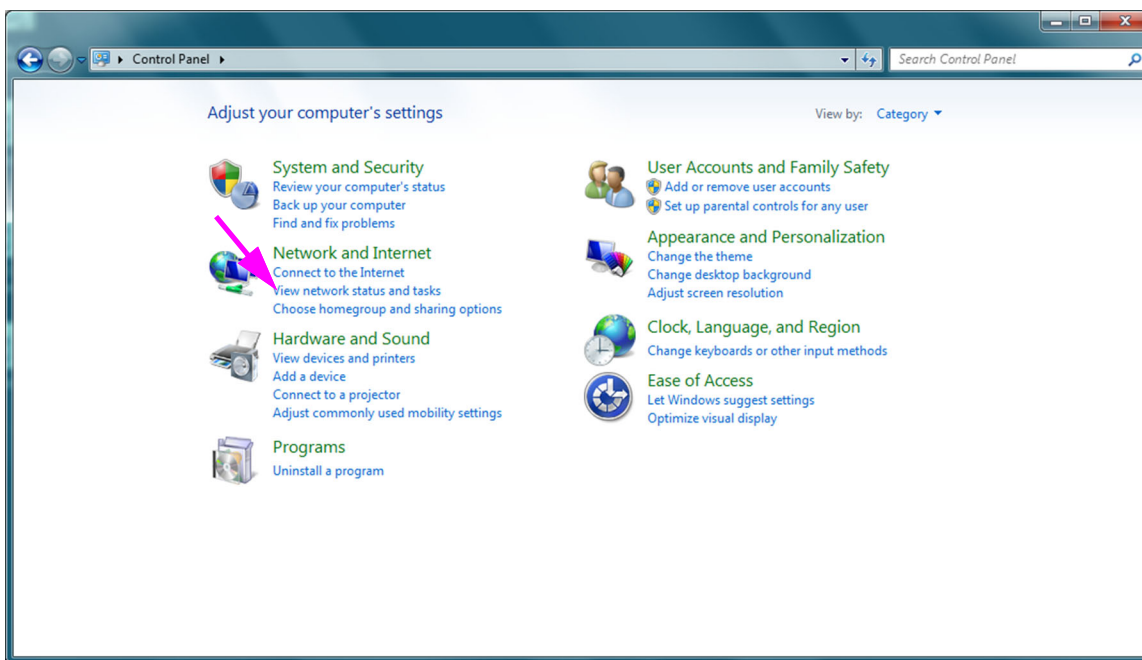 Control Panel
Search Control Panel
Adjust your computer's settings
View by: Category
System and Security
Review your computer's status
Back up your computer
Find and fix problems
Network and Internet
Connect to the Internet
View network status and tasks
Choose homegroup and sharing options
Hardware and Sound
View devices and printers
Add a device
Connect to a projector
Adjust commonly used mobility settings
Programs
Uninstall a program
User Accounts and Family Safety
Add or remove user accounts
Set up parental controls for any user
Appearance and Personalization
Change the theme
Change desktop background
Adjust screen resolution
Clock, Language, and Region
Change keyboards or other input methods
Ease of Access
Let Windows suggest settings
Optimize visual display